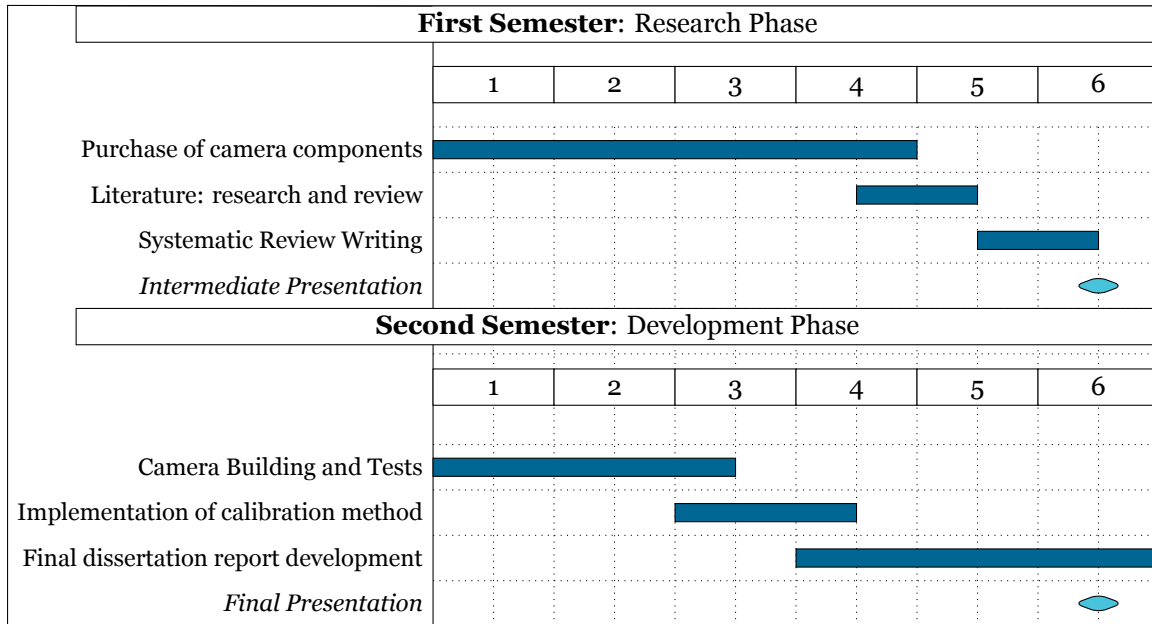 First Semester: Research Phase
1 2 3 4 5 6
Purchase of camera components
Literature: research and review
Systematic Review Writing
Intermediate Presentation
Second Semester: Development Phase
1 2 3 4 5 6
Camera Building and Tests
Implementation of calibration method
Final dissertation report development
Final Presentation